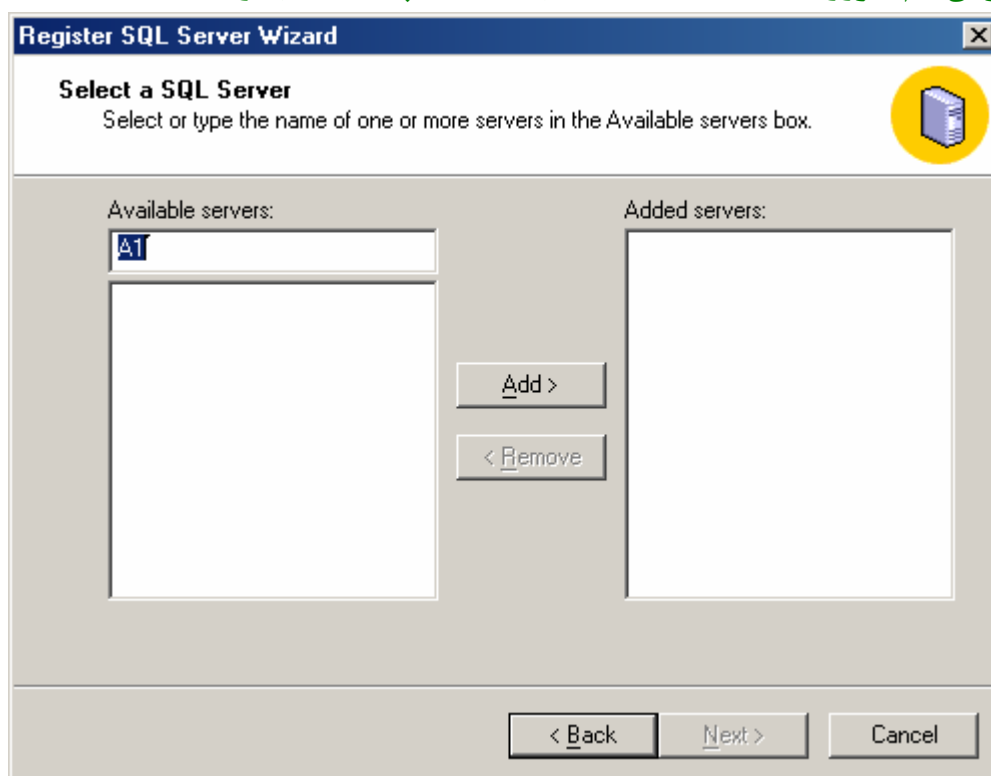 Register SQL Server Wizard
Select a SQL Server
Select or type the name of one or more servers in the Available servers box.
Available servers:
Added servers:
A1
Add >
< Remove
< Back
Next >
Cancel